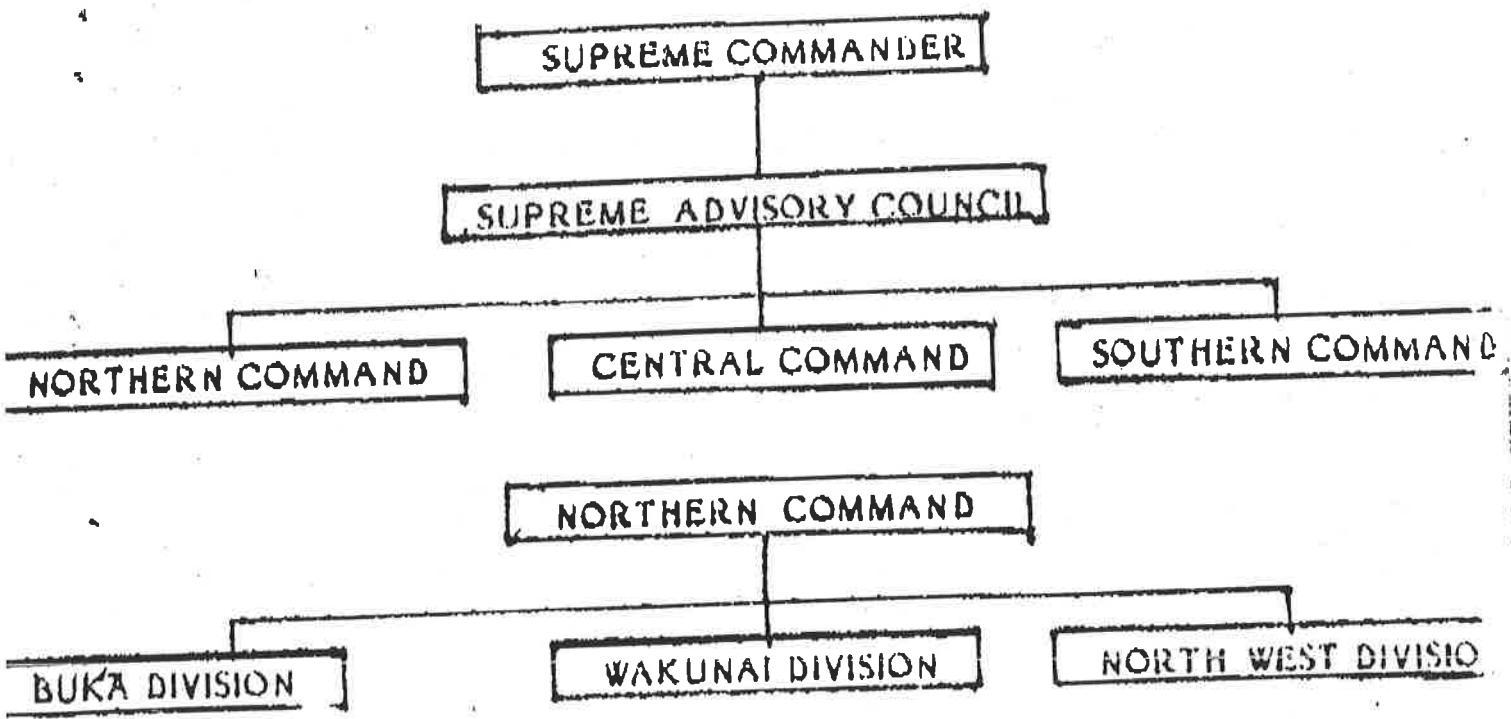 SUPREME COMMANDER
SUPREME ADVISORY COUNCIL
NORTHERN COMMAND
CENTRAL COMMAND
SOUTHERN COMMAND
NORTHERN COMMAND
BUKA DIVISION
WAKUNAI DIVISION
NORTH WEST DIVISIO